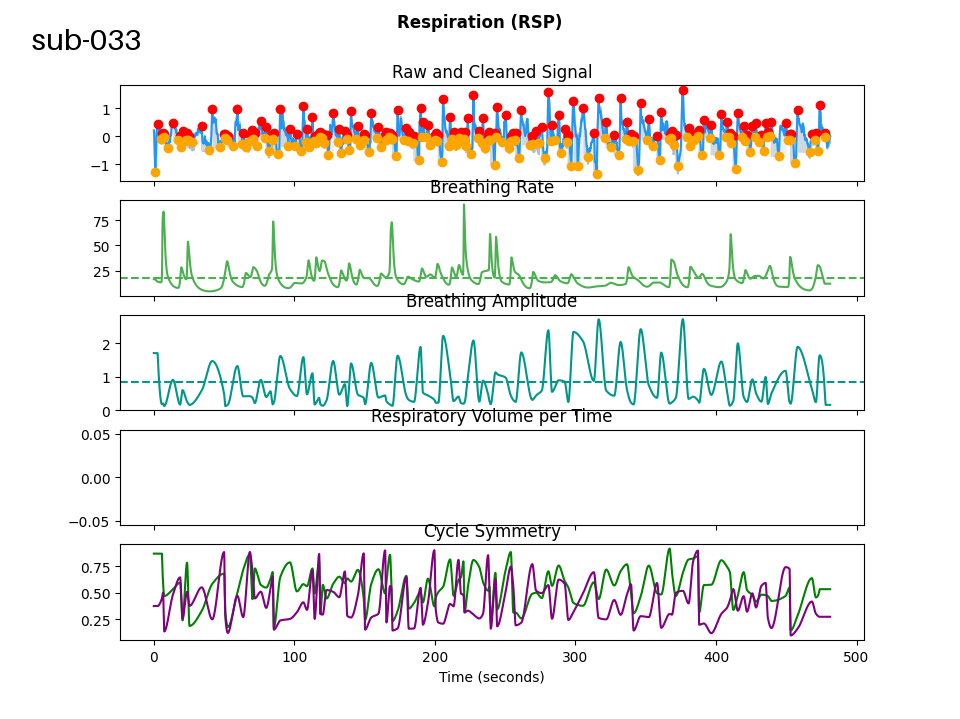 Respiration (RSP)
sub-033
Raw and Cleaned Signal
1
0
−1
Breathing Rate
75
50
25
Breathing Amplitude
2
1
0
Respiratory Volume per Time
0.05
0.00
−0.05
Cycle Symmetry
0.75
0.50
0.25
0 100 200 300 400 500
Time (seconds)